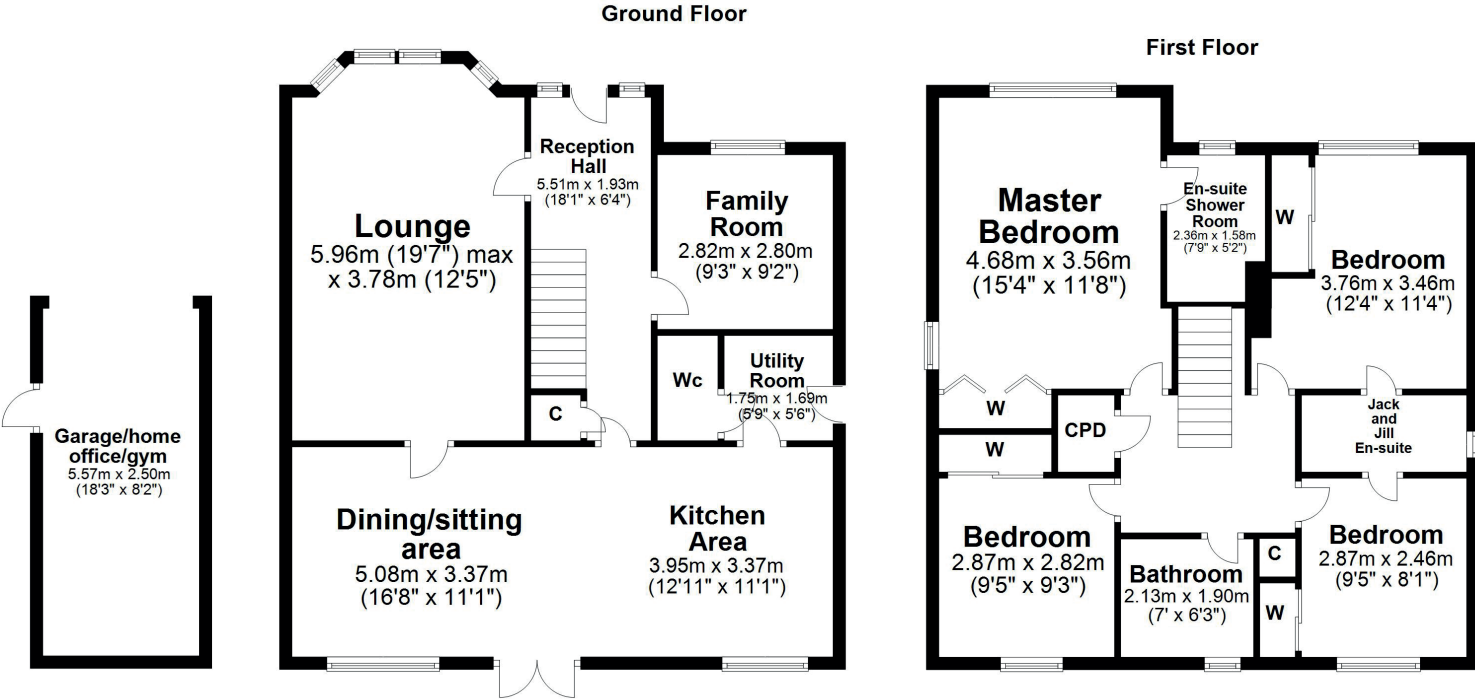 Ground Floor
First Floor
Reception
Hall
5.51m x 1.93m
(18'1" x 6'4")
Lounge
5.96m (19'7") max
x 3.78m (12'5")
Family
Room
2.82m x 2.80m
(9'3" x 9'2")
Wc
Utility
Room
1.75m x 1.69m
(5'9" x 5'6")
C
Garage/home
office/gym
5.57m x 2.50m
(18'3" x 8'2")
Dining/sitting
area
5.08m x 3.37m
(16'8" x 11'1")
Kitchen
Area
3.95m x 3.37m
(12'11" x 11'1")
Master
Bedroom
4.68m x 3.56m
(15'4" x 11'8")
En-suite
Shower
Room
2.36m x 1.58m
(7'9" x 5'2")
W
Bedroom
3.76m x 3.46m
(12'4" x 11'4")
W
W
CPD
Jack
and
Jill
En-suite
Bedroom
2.87m x 2.82m
(9'5" x 9'3")
Bathroom
2.13m x 1.90m
(7' x 6'3")
C
W
Bedroom
2.87m x 2.46m
(9'5" x 8'1")